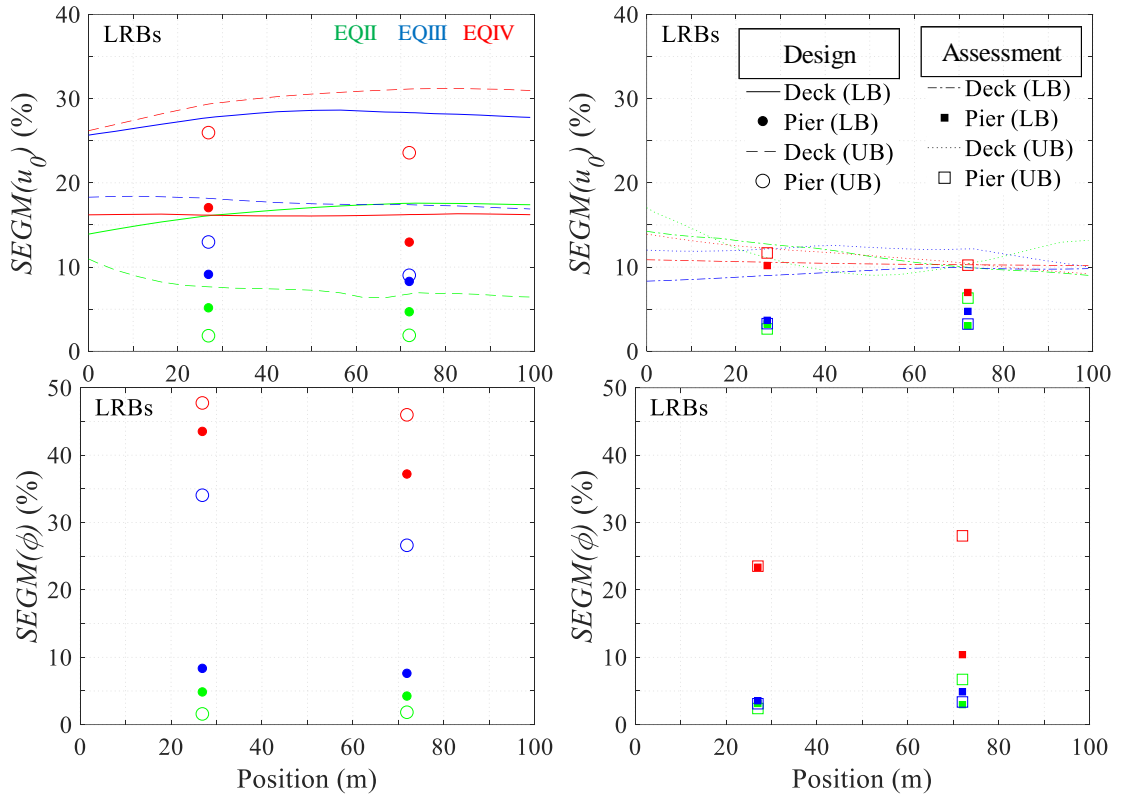 LRBs
EQII EQIII EQIV
SEGM(u0) (%)
40
30
20
10
0
0 20 40 60 80 100
LRBs
Design
Deck (LB)
Pier (LB)
Deck (UB)
Pier (UB)
Assessment
Deck (LB)
Pier (LB)
Deck (UB)
Pier (UB)
SEGM(u0) (%)
40
30
20
10
0
0 20 40 60 80 100
LRBs
SEGM(ϕ) (%)
50
40
30
20
10
0
0 20 40 60 80 100
Position (m)
LRBs
SEGM(ϕ) (%)
50
40
30
20
10
0
0 20 40 60 80 100
Position (m)